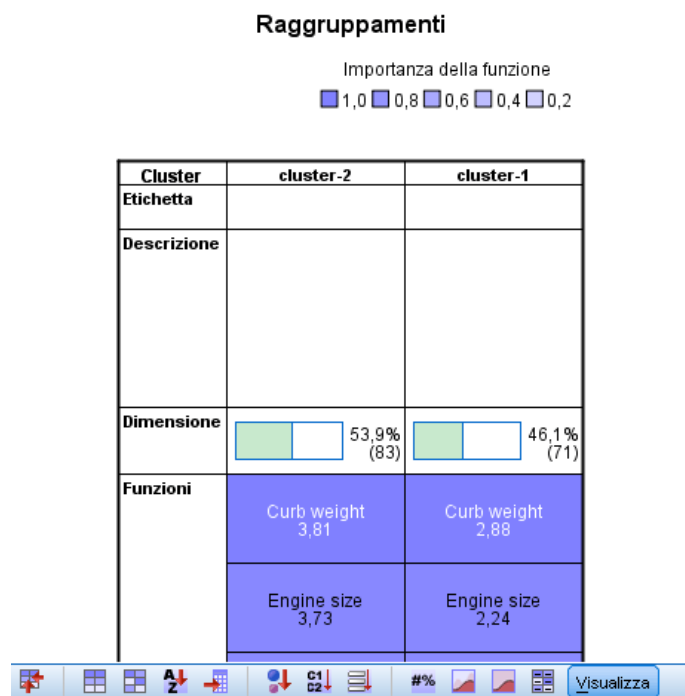 Raggruppamenti
Importanza della funzione
1,0 0,8 0,6 0,4 0,2
Cluster cluster-2 cluster-1
Etichetta
Descrizione
Dimensione 53,9% 46,1%
(83) (71)
Funzioni
Curb weight Curb weight
3,81 2,88
Engine size Engine size
3,73 2,24
A Z C1 C2 #% Visualizza